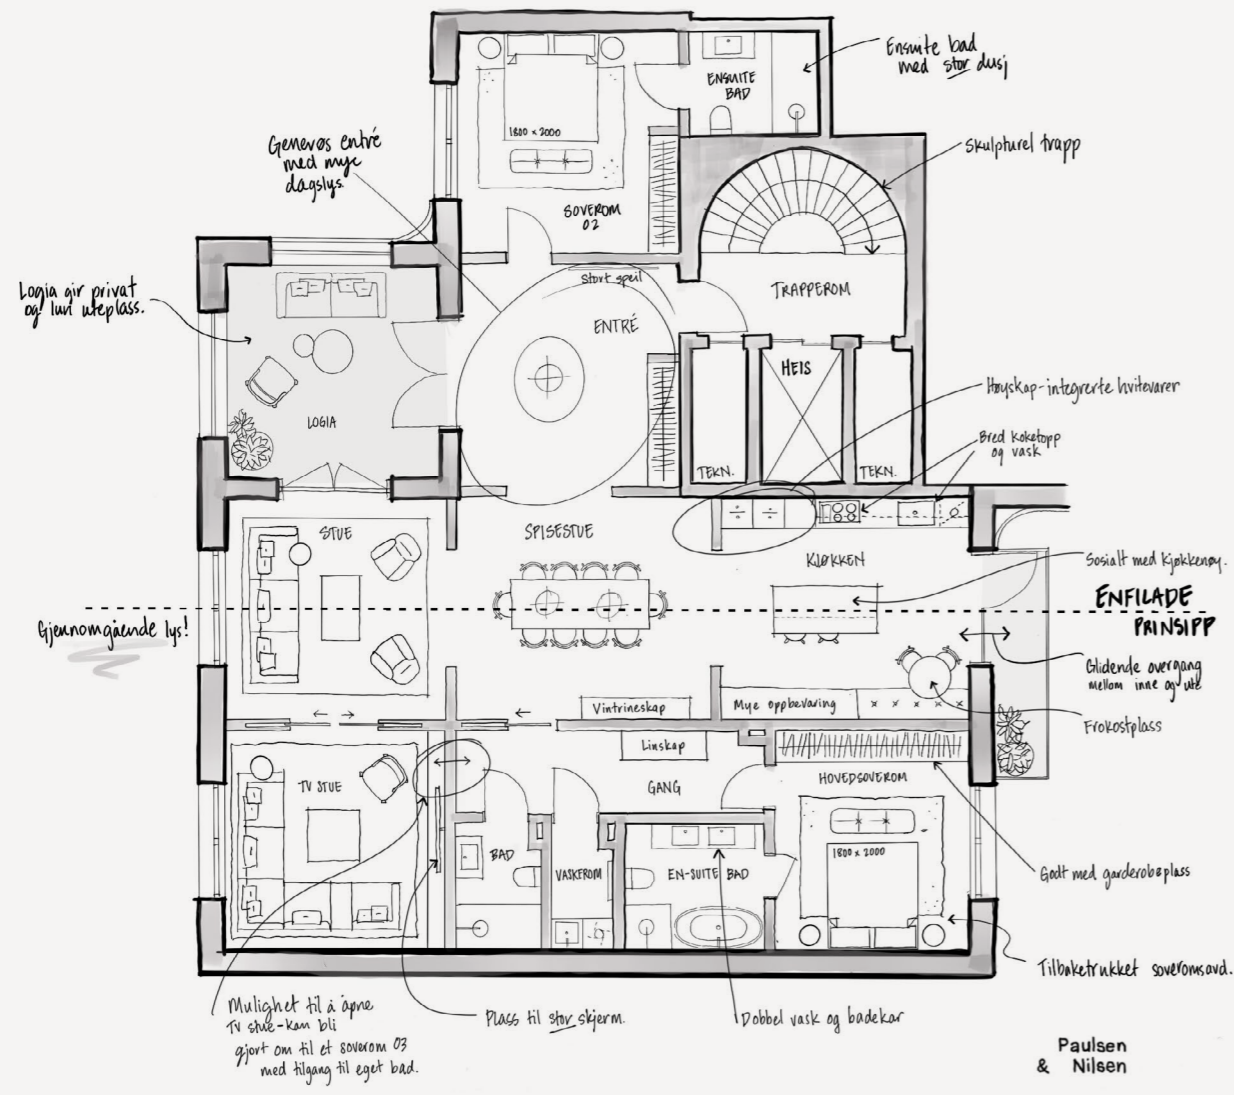 Ensuite bad
med stor dusj
ENSUITE
BAD
1800 x 2000
Generøs entré
med mye
dagslys.
Skulpturel trapp
SOVEROM
02
Stort speil
Logia gir privat
og lun uteplass.
TRAPPEROM
ENTRÉ
HEIS
Høyskap-integrerte hvitevarer
LOGIA
Bred koketopp
og vask
TEKN.
TEKN.
STUE
SPISESTUE
KJØKKEN
Sosialt med kjøkkenøy.
ENFILADE
PRINSIPP
Gjennomgående lys!
Glidende overgang
mellom inne og ute
Vintrineskap
Mye oppbevaring
Frokostplass
Linskap
TV STUE
GANG
HOVEDSOVEROM
BAD
VASKEROM
EN-SUITE BAD
1800 x 2000
Godt med garderobeplass
Tilbaketrukket soveromsavd.
Mulighet til å åpne
TV stue-kan bli
gjort om til et soverom 03
med tilgang til eget bad.
Plass til stor skjerm.
Dobbel vask og badekar
Paulsen
& Nilsen